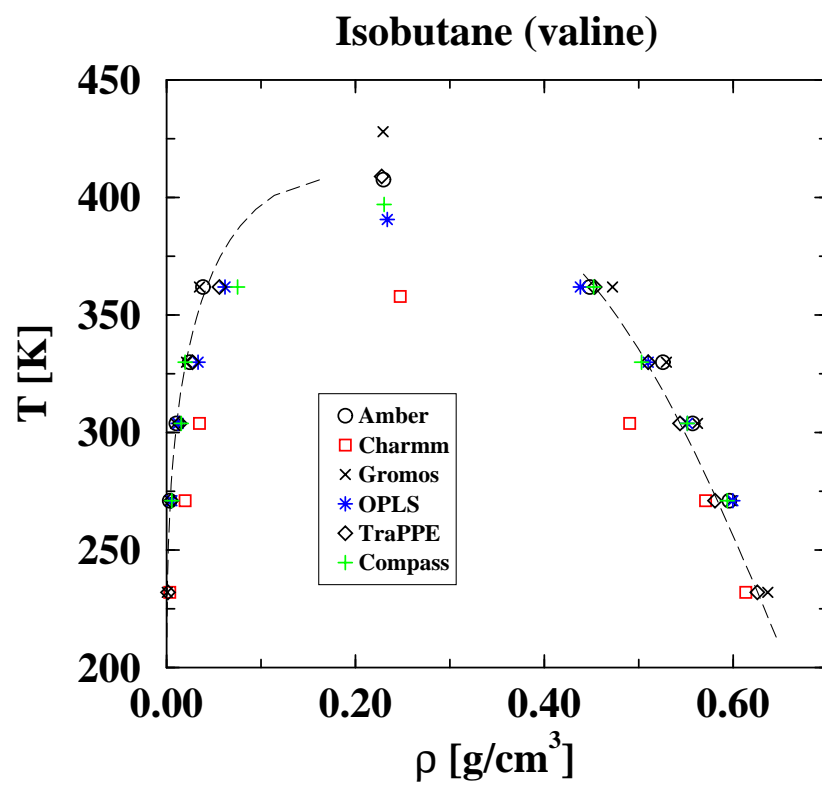 Isobutane (valine)
450
400
350
300
250
200
T [K]
Amber
Charmm
Gromos
OPLS
TraPPE
Compass
0.00 0.20 0.40 0.60
ρ [g/cm³]